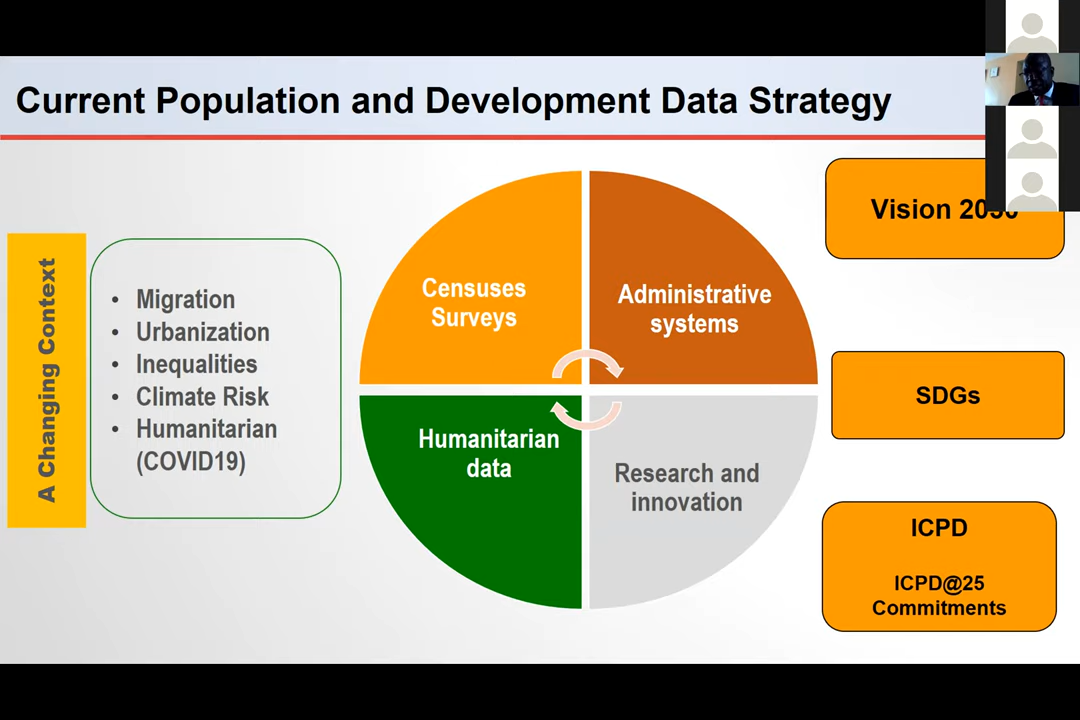 Current Population and Development Data Strategy
A Changing Context
• Migration
• Urbanization
• Inequalities
• Climate Risk
• Humanitarian
(COVID19)
Censuses
Surveys
Administrative
systems
Humanitarian
data
Research and
innovation
Vision
SDGs
ICPD
ICPD@25
Commitments